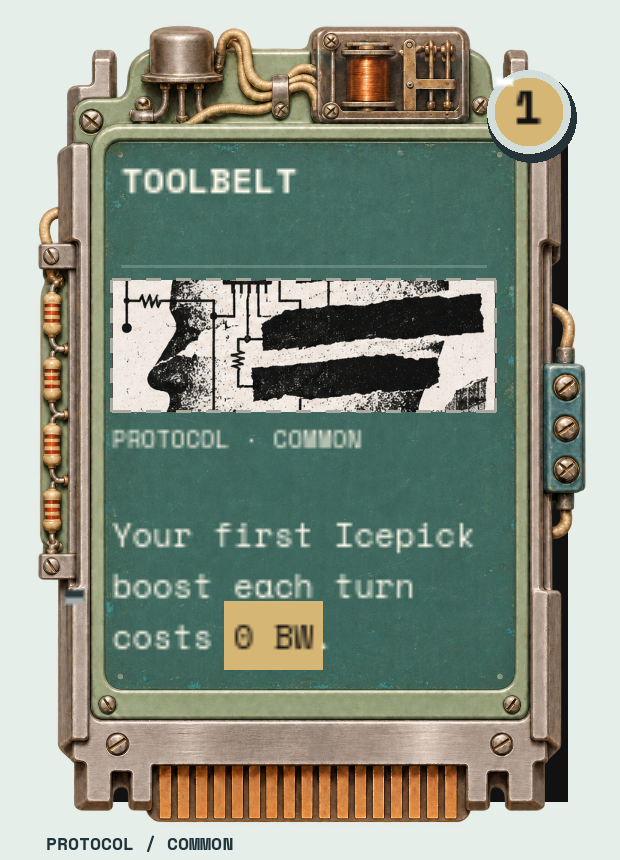 1
TOOLBELT
PROTOCOL · COMMON
Your first Icepick
boost each turn
costs 0 BW.
PROTOCOL / COMMON